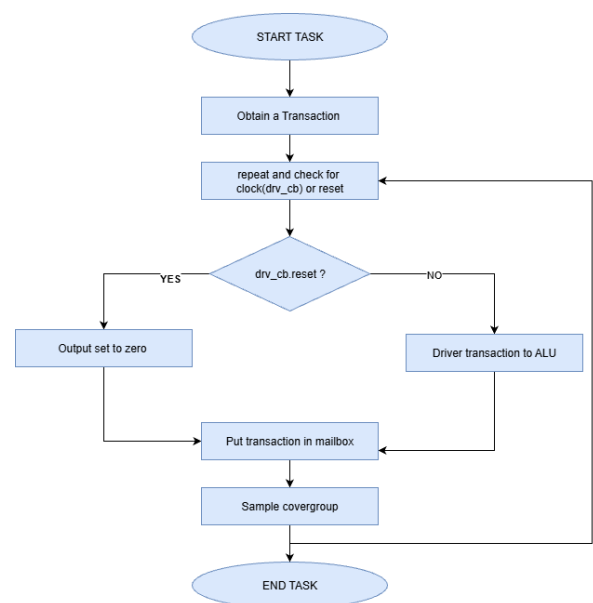 START TASK
Obtain a Transaction
repeat and check for
clock(drv_cb) or reset
drv_cb.reset ?
YES
NO
Output set to zero
Driver transaction to ALU
Put transaction in mailbox
Sample covergroup
END TASK